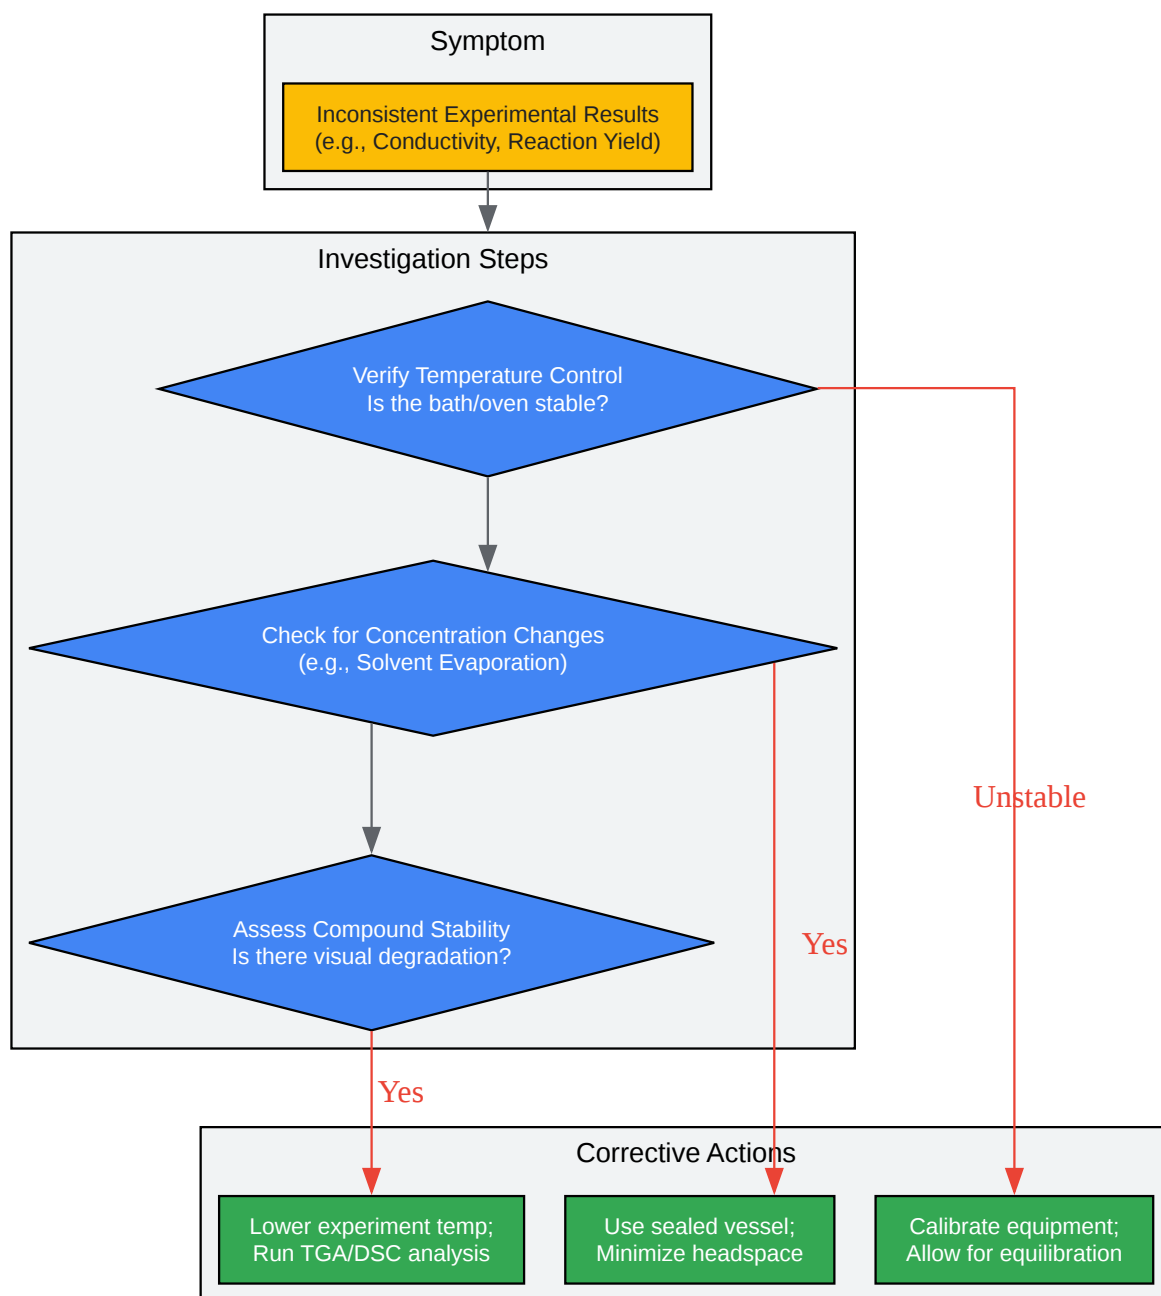 Symptom
Inconsistent Experimental Results
(e.g., Conductivity, Reaction Yield)
Investigation Steps
Verify Temperature Control
Is the bath/oven stable?
Check for Concentration Changes
(e.g., Solvent Evaporation)
Unstable
Assess Compound Stability
Is there visual degradation?
Yes
Yes
Corrective Actions
Lower experiment temp;
Run TGA/DSC analysis
Use sealed vessel;
Minimize headspace
Calibrate equipment;
Allow for equilibration